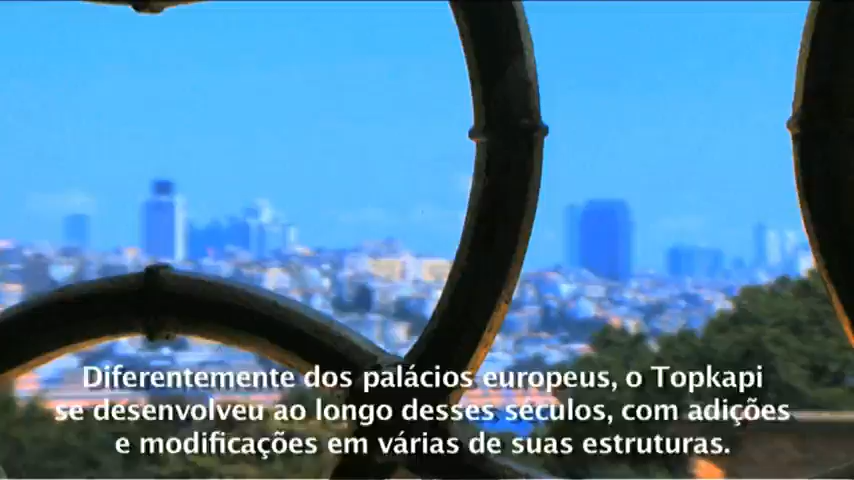 Diferentemente dos palácios europeus, o Topkapi
se desenvolveu ao longo desses séculos, com adições
e modificações em várias de suas estruturas.